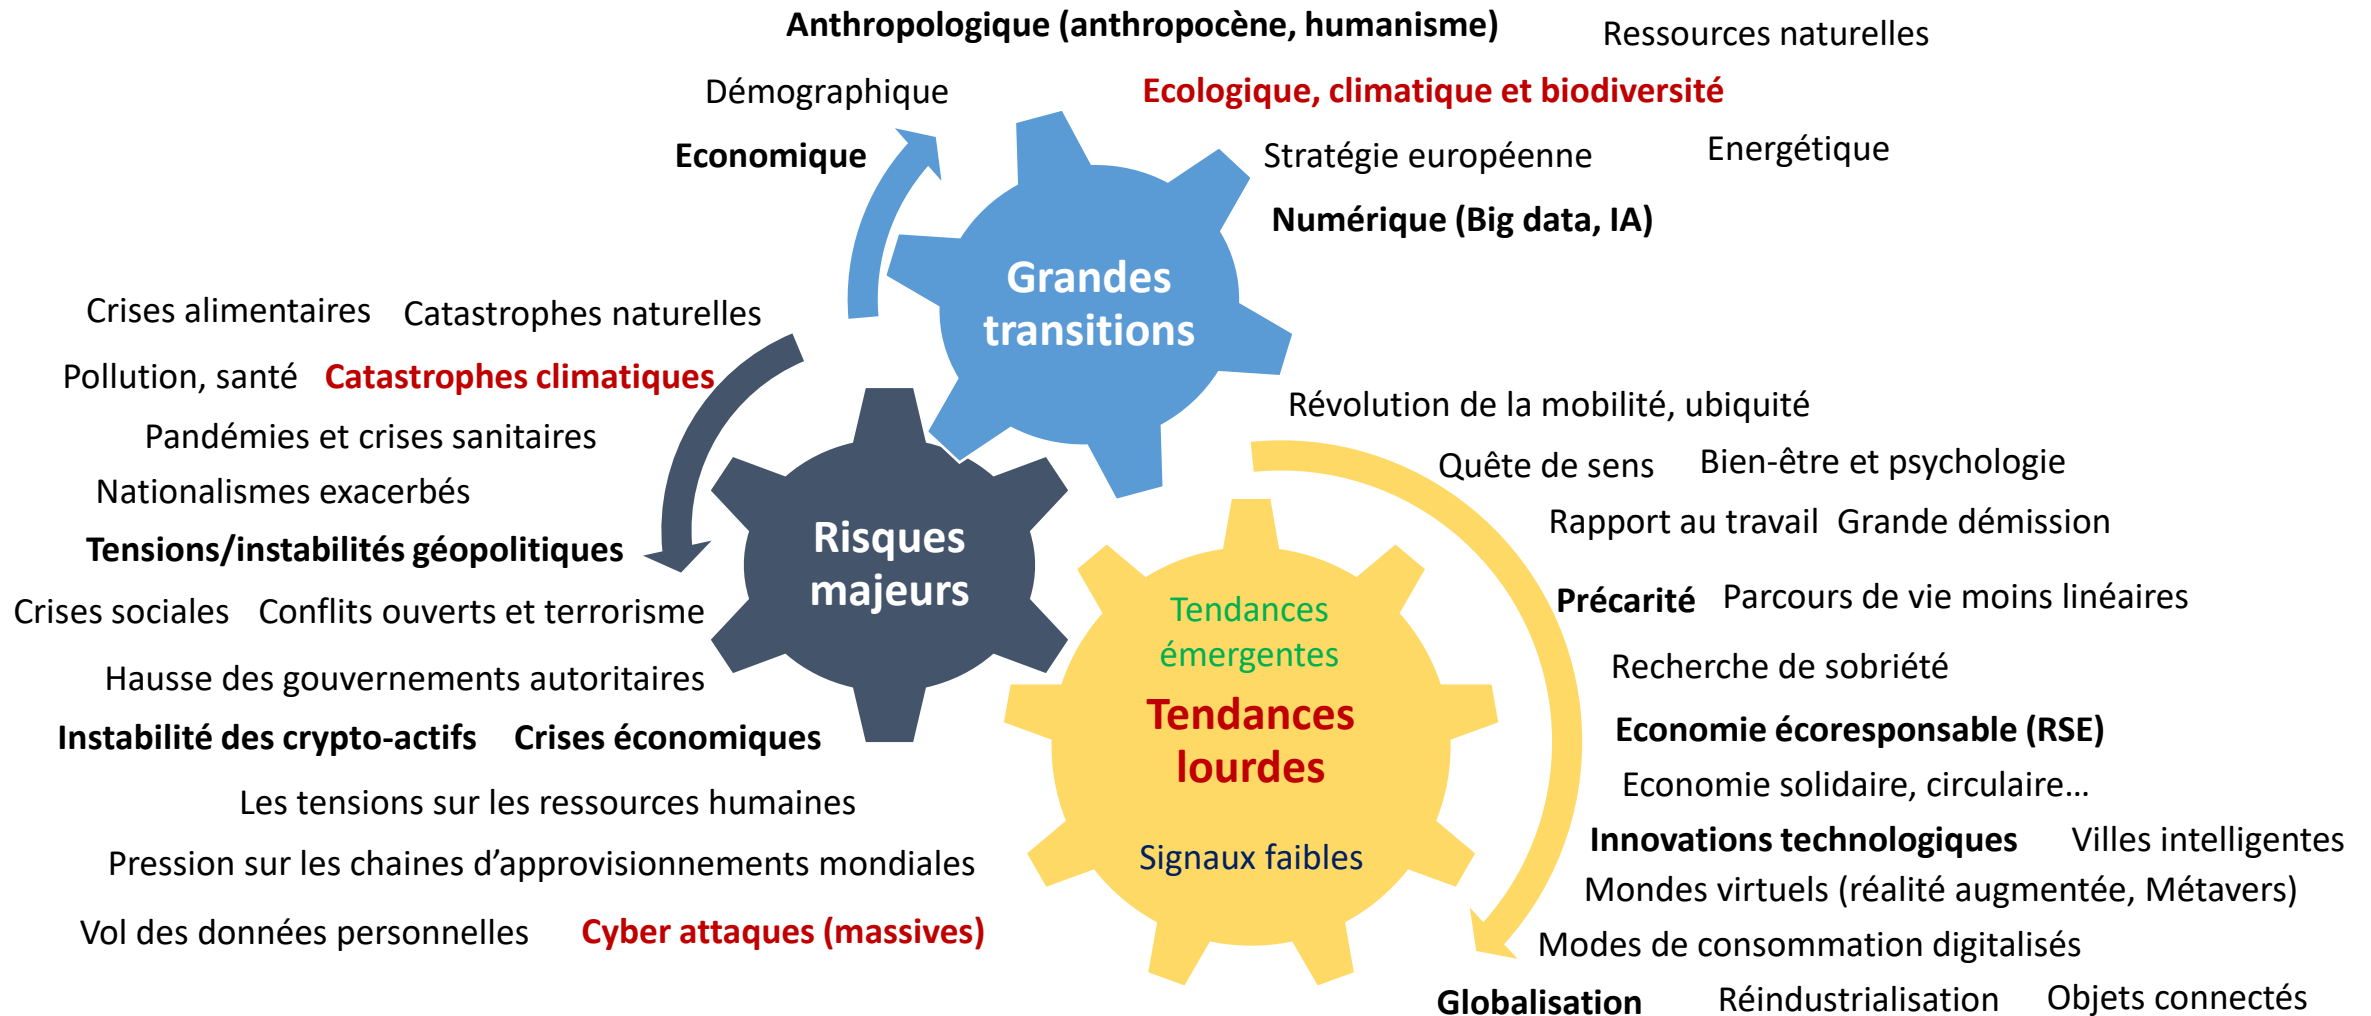 Anthropologique (anthropocène, humanisme)
Ressources naturelles
Démographique
Ecologique, climatique et biodiversité
Economique
Stratégie européenne
Energétique
Numérique (Big data, IA)
Grandes
transitions
Crises alimentaires
Catastrophes naturelles
Pollution, santé
Catastrophes climatiques
Pandémies et crises sanitaires
Nationalismes exacerbés
Tensions/instabilités géopolitiques
Crises sociales
Conflits ouverts et terrorisme
Hausse des gouvernements autoritaires
Instabilité des crypto-actifs
Crises économiques
Les tensions sur les ressources humaines
Pression sur les chaines d’approvisionnements mondiales
Vol des données personnelles
Cyber attaques (massives)
Risques
majeurs
Tendances
émergentes
Tendances
lourdes
Signaux faibles
Révolution de la mobilité, ubiquité
Quête de sens
Bien-être et psychologie
Rapport au travail
Grande démission
Précarité
Parcours de vie moins linéaires
Recherche de sobriété
Economie écoresponsable (RSE)
Economie solidaire, circulaire…
Innovations technologiques
Villes intelligentes
Mondes virtuels (réalité augmentée, Métavers)
Modes de consommation digitalisés
Globalisation
Réindustrialisation
Objets connectés